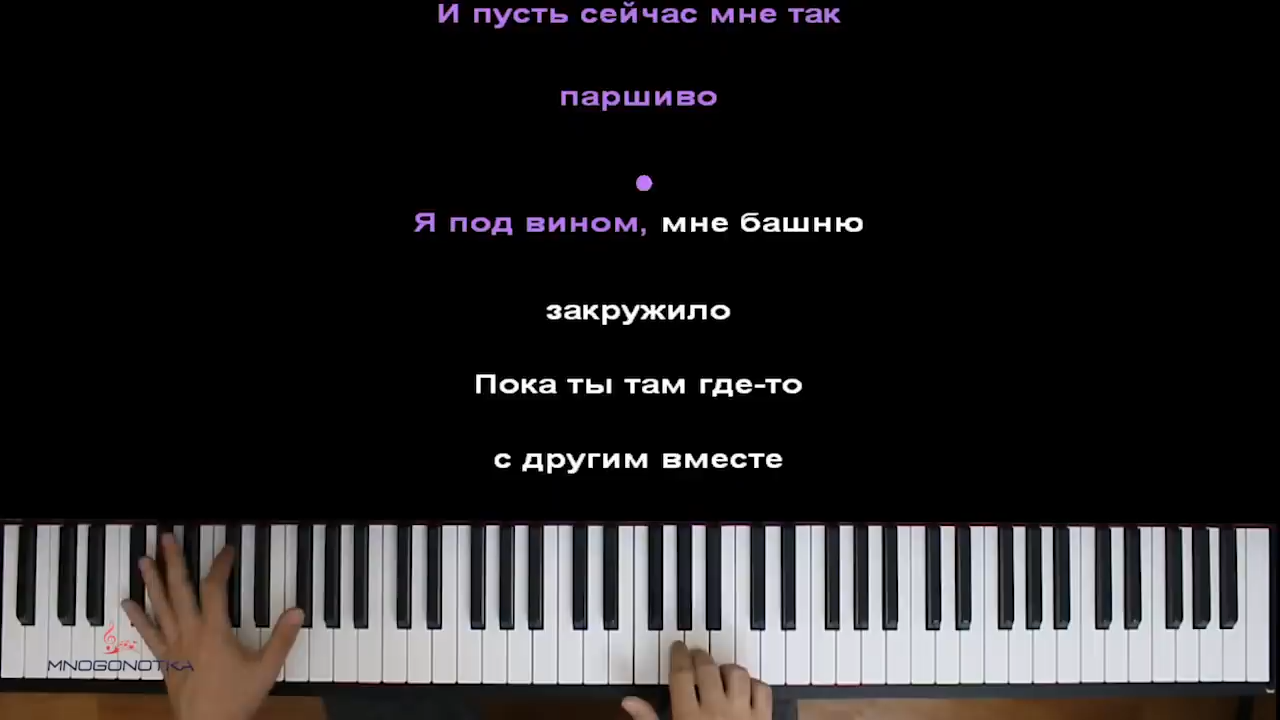 И пусть сейчас мне так
паршиво
Я под вином, мне башню
закружило
Пока ты там где-то
с другим вместе
MNOGONOTKA